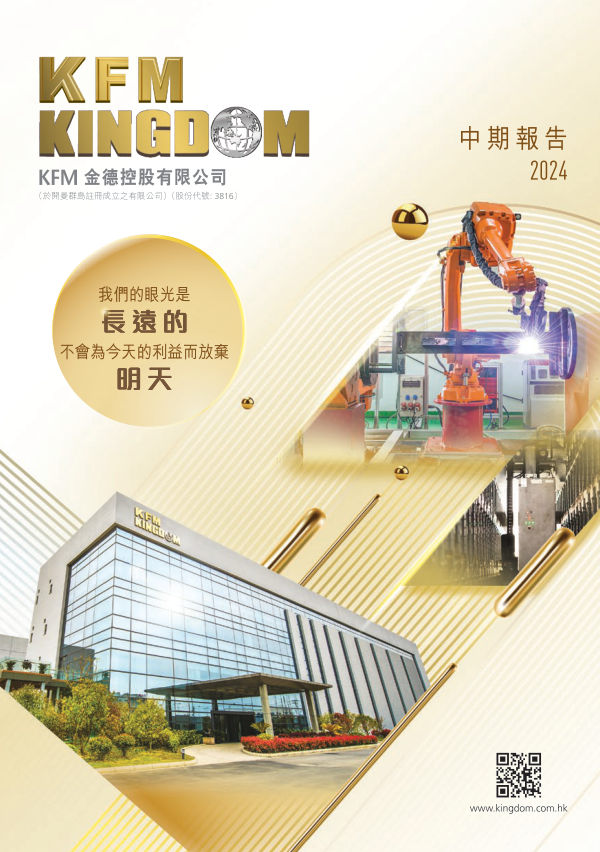 KFM
KINGDOM
KFM 金德控股有限公司
（於開曼群島註冊成立之有限公司）（股份代號: 3816）
中期報告
2024
我們的眼光是
長遠的
不會為今天的利益而放棄
明天
KFM
KINGDOM
www.kingdom.com.hk